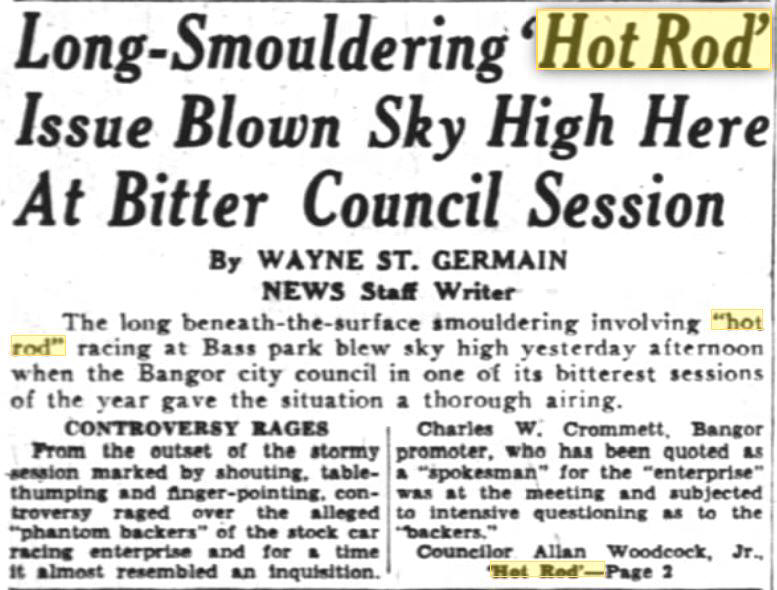 Long-Smouldering 'Hot Rod'
Issue Blown Sky High Here
At Bitter Council Session
By WAYNE ST. GERMAIN
NEWS Staff Writer
The long beneath-the-surface smouldering involving "hot
rod" racing at Bass park blew sky high yesterday afternoon
when the Bangor city council in one of its bitterest sessions
of the year gave the situation a thorough airing.
CONTROVERSY RAGES
From the outset of the stormy
session marked by shouting, table-
thumping and finger-pointing, con-
troversy raged over the alleged
"phantom backers" of the stock car
racing enterprise and for a time
it almost resembled an inquisition.
Charles W. Crommett, Bangor
promoter, who has been quoted as
a "spokesman" for the "enterprise"
was at the meeting and subjected
to intensive questioning as to the
"backers."
Councilor Allan Woodcock, Jr.,
'Hot Rod'—Page 2